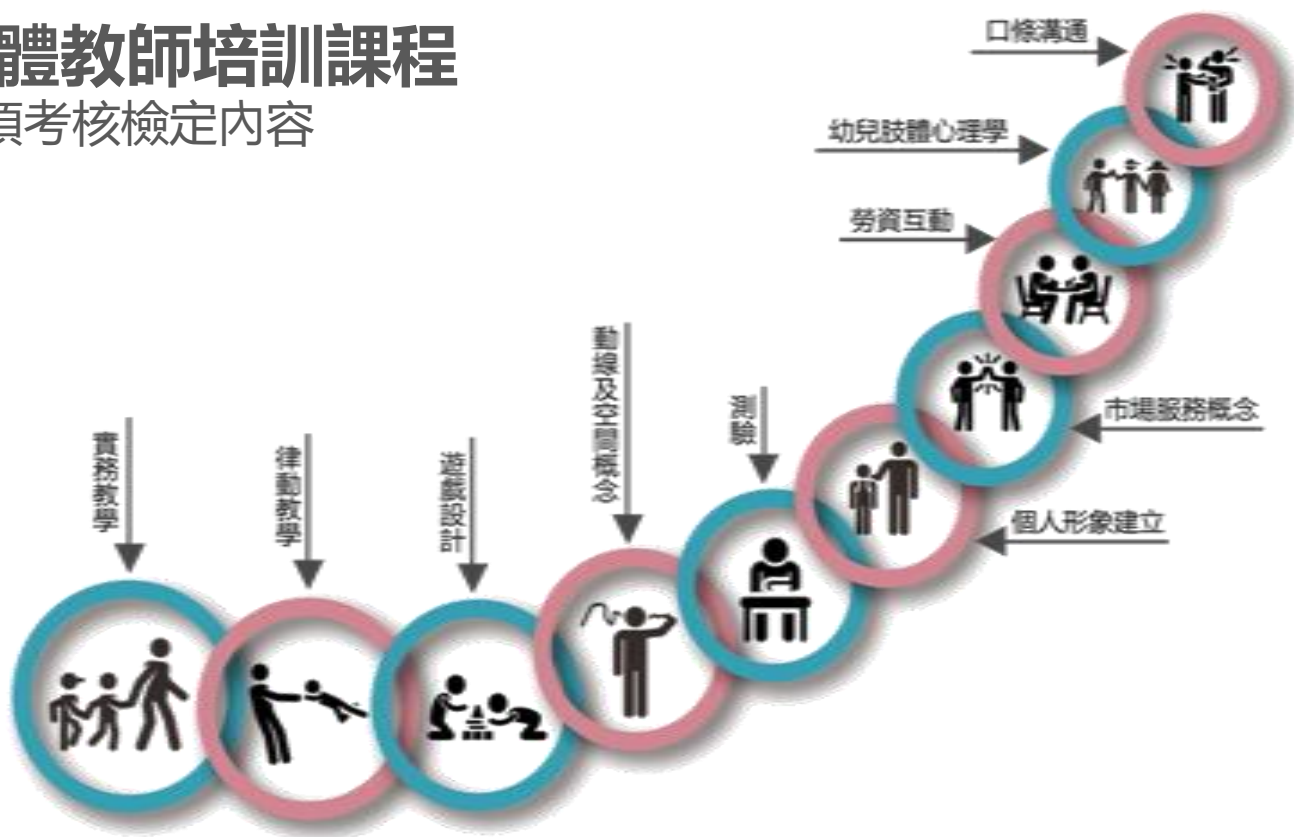 體教師培訓課程
項考核檢定內容
口條溝通
幼兒肢體心理學
勞資互動
市場服務概念
個人形象建立
測驗
動線及空間概念
遊戲設計
律動教學
實務教學